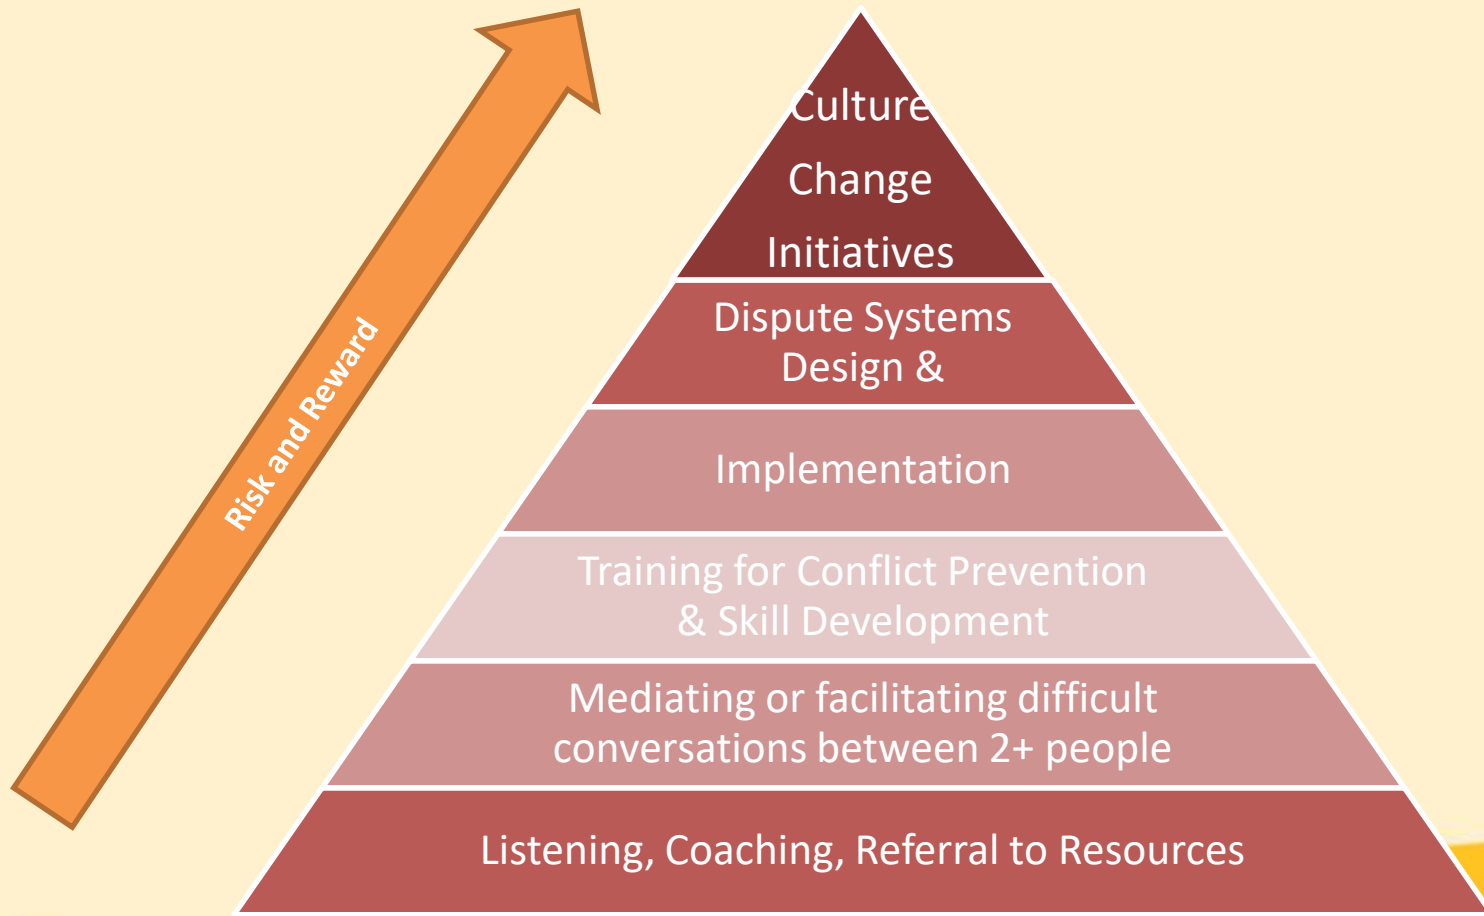 Risk and Reward
Culture
Change
Initiatives
Dispute Systems
Design &
Implementation
Training for Conflict Prevention
& Skill Development
Mediating or facilitating difficult
conversations between 2+ people
Listening, Coaching, Referral to Resources